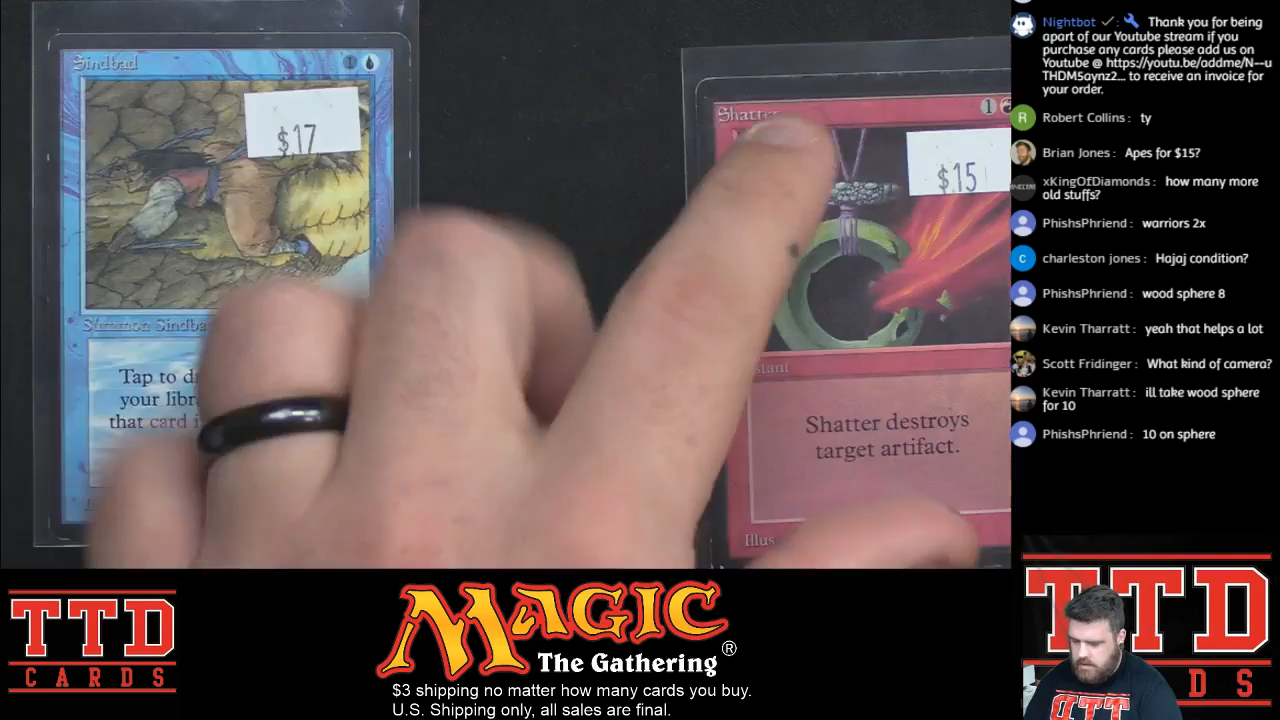 Sindbad
1
$17
Summon Sindba
Tap to d
your libr
that card i
Shatter
1
$15
stant
Shatter destroys
target artifact.
Illus
Nightbot ✓ : Thank you for being
apart of our Youtube stream if you
purchase any cards please add us on
Youtube @ https://youtu.be/addme/N--u
THDM5aynz2... to receive an invoice for
your order.
R Robert Collins : ty
Brian Jones : Apes for $15?
xKingOfDiamonds : how many more
old stuffs?
PhishsPhriend : warriors 2x
c charleston jones : Hajaj condition?
PhishsPhriend : wood sphere 8
Kevin Tharratt : yeah that helps a lot
Scott Fridinger : What kind of camera?
Kevin Tharratt : ill take wood sphere
for 10
PhishsPhriend : 10 on sphere
TTD
CARDS
MAGIC
The Gathering ®
$3 shipping no matter how many cards you buy.
U.S. Shipping only, all sales are final.
TTD
DS
TTD